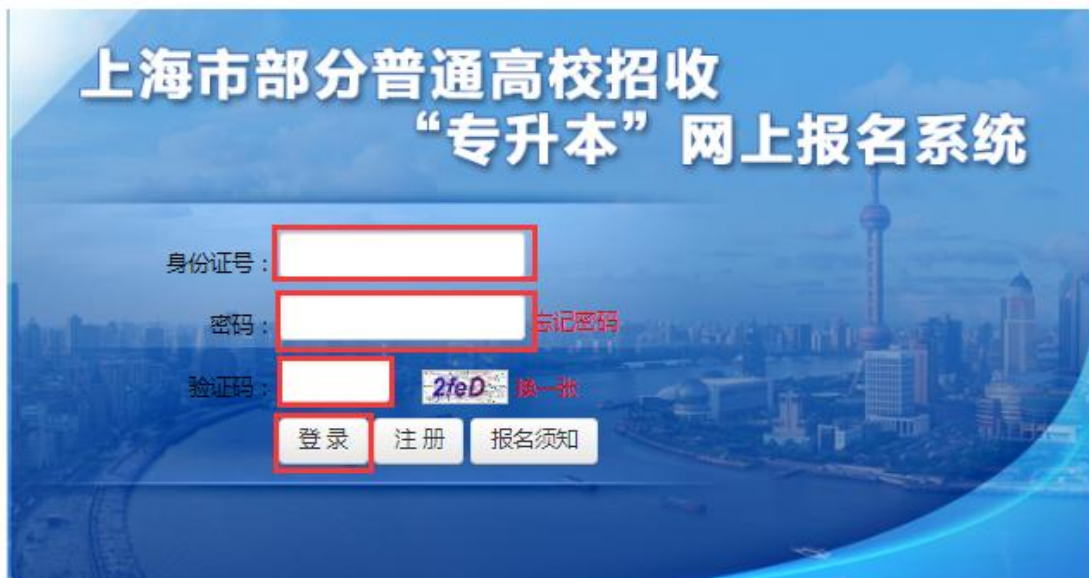 上海市部分普通高校招收
“专升本”网上报名系统
身份证号：
密码： 忘记密码
验证码： 2feD 换一张
登 录 注 册 报名须知